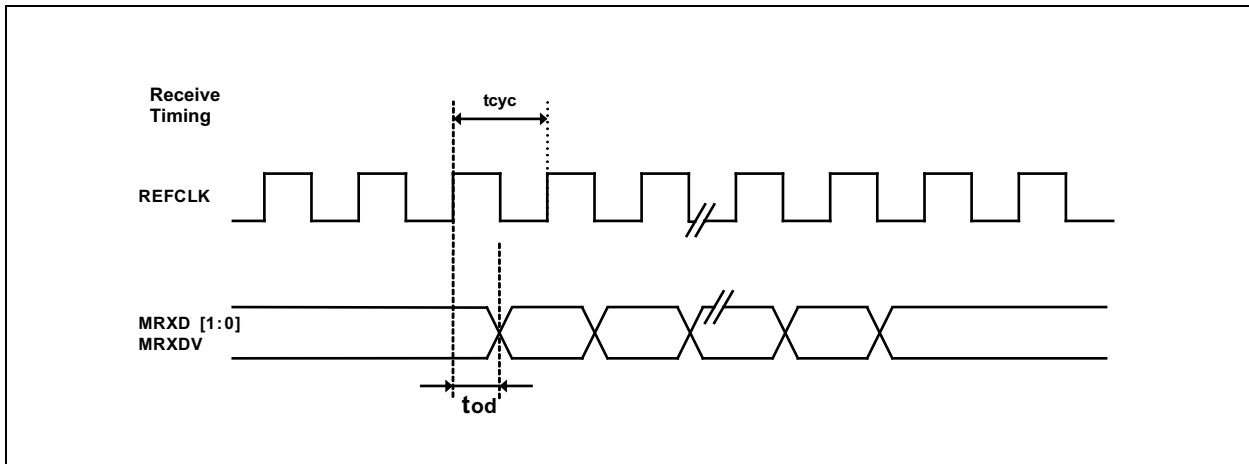 Receive
Timing
tcyc
REFCLK
MRXD [1:0]
MRXDV
tod